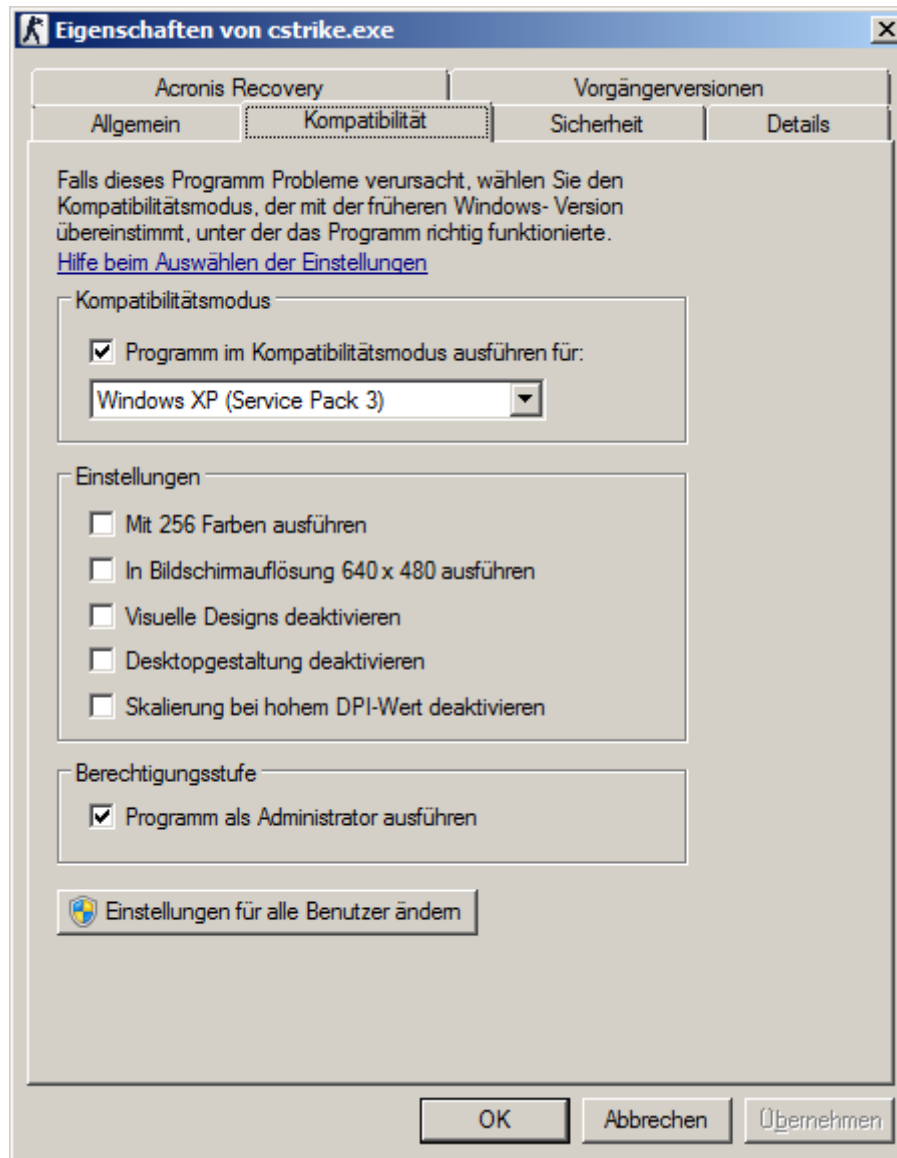 Eigenschaften von cstrike.exe
Acronis Recovery
Vorgängerversionen
Allgemein
Kompatibilität
Sicherheit
Details
Falls dieses Programm Probleme verursacht, wählen Sie den
Kompatibilitätsmodus, der mit der früheren Windows- Version
übereinstimmt, unter der das Programm richtig funktionierte.
Hilfe beim Auswählen der Einstellungen
Kompatibilitätsmodus
Programm im Kompatibilitätsmodus ausführen für:
Windows XP (Service Pack 3)
Einstellungen
Mit 256 Farben ausführen
In Bildschirmauflösung 640 x 480 ausführen
Visuelle Designs deaktivieren
Desktopgestaltung deaktivieren
Skalierung bei hohem DPI-Wert deaktivieren
Berechtigungsstufe
Programm als Administrator ausführen
Einstellungen für alle Benutzer ändern
OK
Abbrechen
Übernehmen